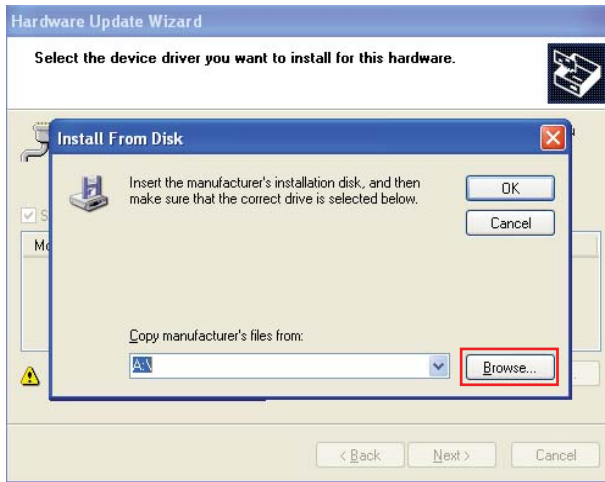 Hardware Update Wizard
Select the device driver you want to install for this hardware.
Install From Disk
Insert the manufacturer's installation disk, and then
make sure that the correct drive is selected below.
OK
Cancel
S
Mo
Copy manufacturer's files from:
A:\
Browse...
< Back
Next >
Cancel